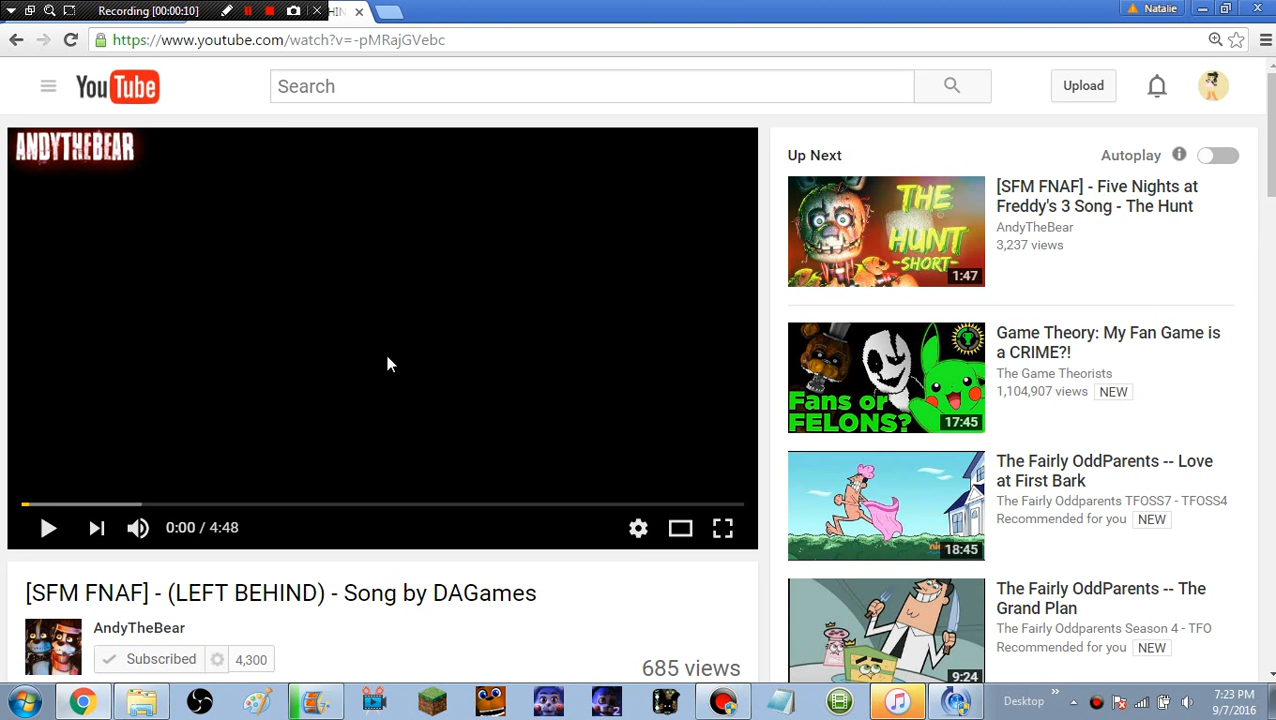 Recording [00:00:10]
Natalie
https://www.youtube.com/watch?v=-pMRajGVebc
YouTube
Search
Upload
ANDYTHEBEAR
0:00 / 4:48
[SFM FNAF] - (LEFT BEHIND) - Song by DAGames
AndyTheBear
Subscribed
4,300
685 views
Up Next
Autoplay
THE
HUNT
-SHORT-
1:47
[SFM FNAF] - Five Nights at
Freddy's 3 Song - The Hunt
AndyTheBear
3,237 views
Fans or
FELONS?
17:45
Game Theory: My Fan Game is
a CRIME?!
The Game Theorists
1,104,907 views NEW
18:45
The Fairly OddParents -- Love
at First Bark
The Fairly Oddparents TFOSS7 - TFOSS4
Recommended for you NEW
9:24
The Fairly OddParents -- The
Grand Plan
The Fairly Oddparents Season 4 - TFO
Recommended for you NEW
Desktop
7:23 PM
9/7/2016